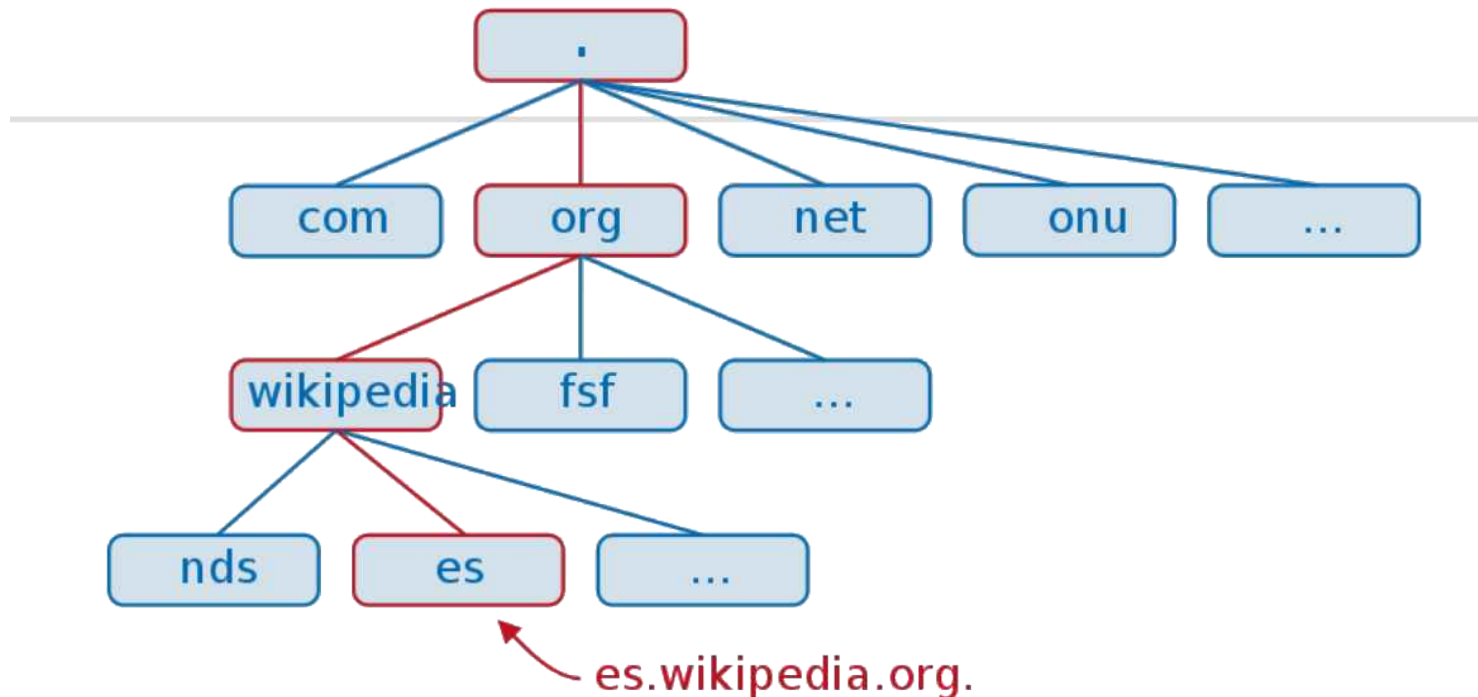 .
com org net onu ...
wikipedia fsf ...
nds es ...
es.wikipedia.org.